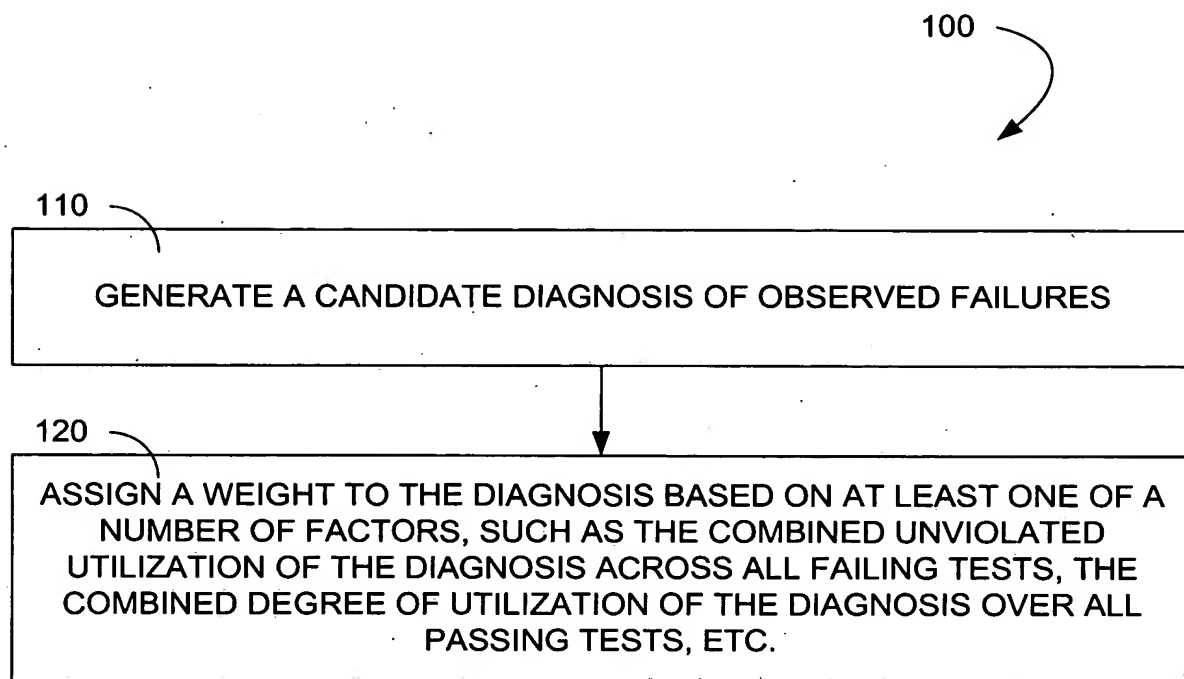 100
110
GENERATE A CANDIDATE DIAGNOSIS OF OBSERVED FAILURES
120
ASSIGN A WEIGHT TO THE DIAGNOSIS BASED ON AT LEAST ONE OF A
NUMBER OF FACTORS, SUCH AS THE COMBINED UNVIOLATED
UTILIZATION OF THE DIAGNOSIS ACROSS ALL FAILING TESTS, THE
COMBINED DEGREE OF UTILIZATION OF THE DIAGNOSIS OVER ALL
PASSING TESTS, ETC.